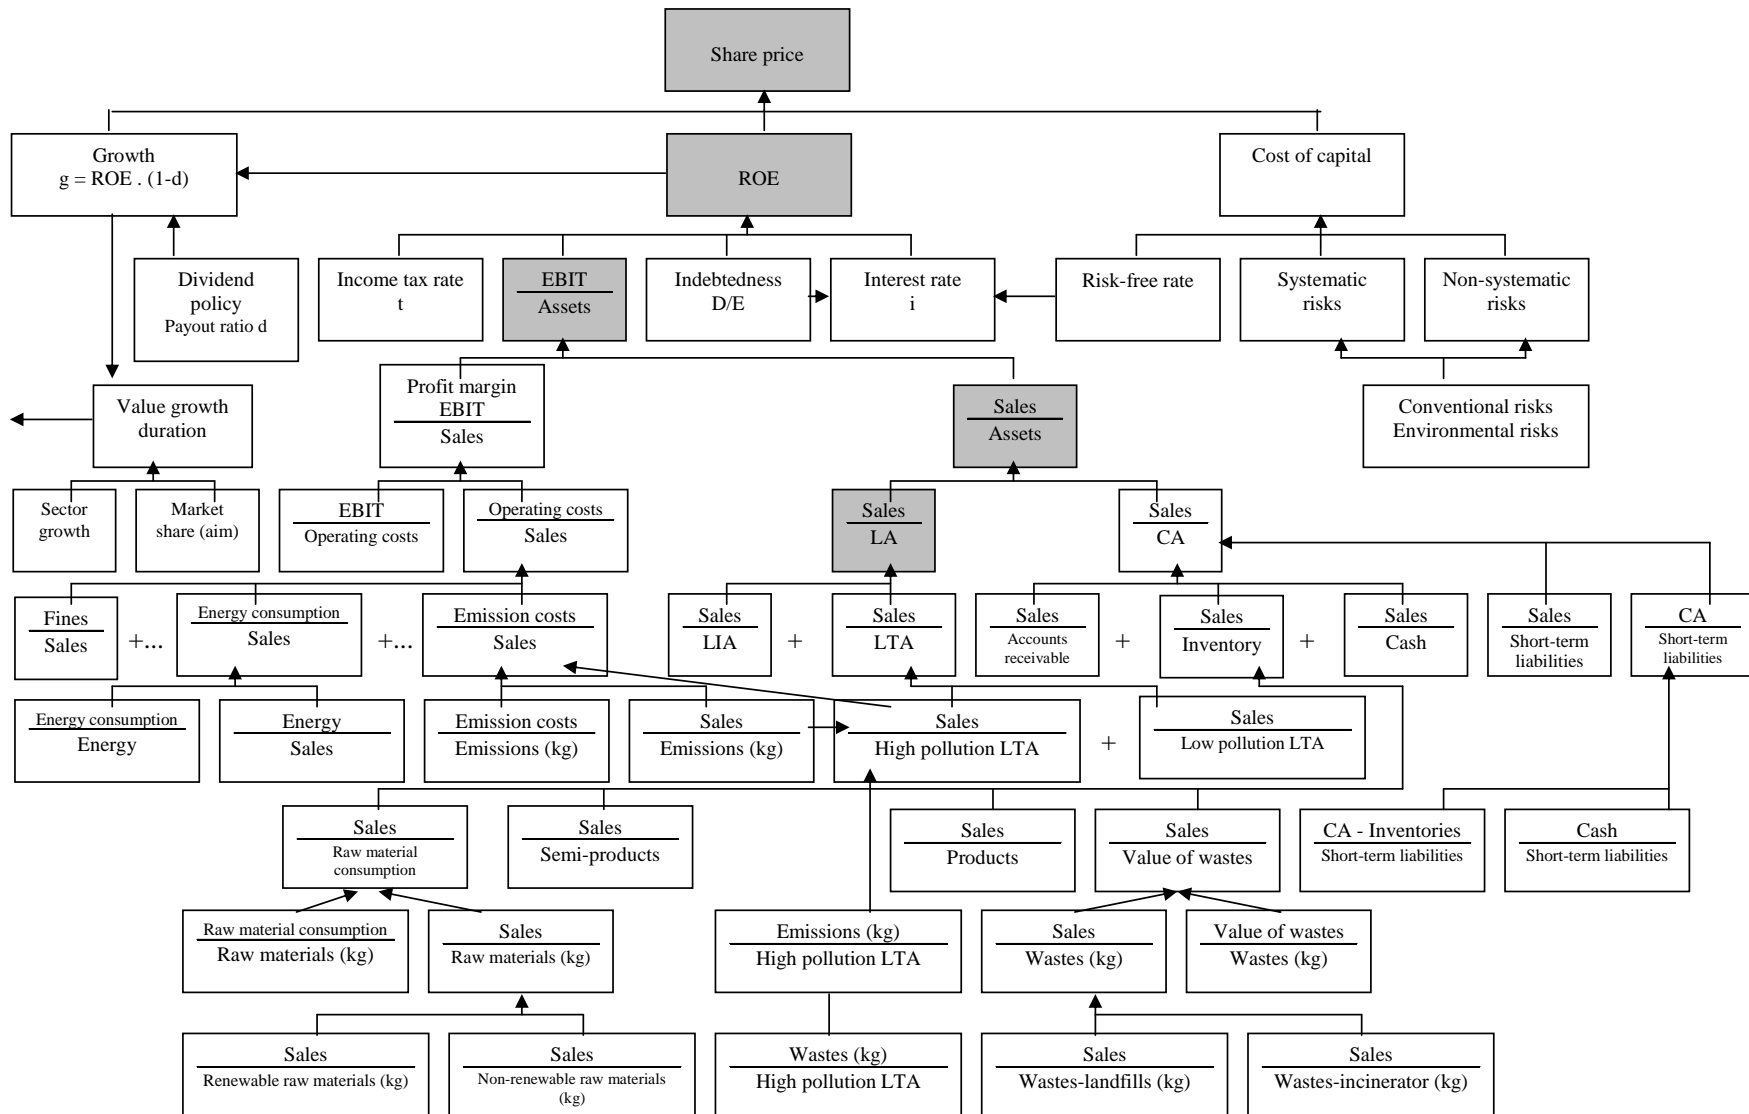 Share price
Growth
g = ROE . (1-d)
ROE
Cost of capital
Dividend
policy
Payout ratio d
Income tax rate
t
EBIT
Assets
Indebtedness
D/E
Interest rate
i
Risk-free rate
Systematic
risks
Non-systematic
risks
Value growth
duration
Profit margin
EBIT
Sales
Sales
Assets
Conventional risks
Environmental risks
Sector
growth
Market
share (aim)
EBIT
Operating costs
Operating costs
Sales
Sales
LA
Sales
CA
Fines
Sales
+...
Energy consumption
Sales
+...
Emission costs
Sales
Sales
LIA
+
Sales
LTA
Sales
Accounts
receivable
+
Sales
Inventory
+
Sales
Cash
Sales
Short-term
liabilities
CA
Short-term
liabilities
Energy consumption
Energy
Energy
Sales
Emission costs
Emissions (kg)
Sales
Emissions (kg)
Sales
High pollution LTA
+
Sales
Low pollution LTA
Sales
Raw material
consumption
Sales
Semi-products
Sales
Products
Sales
Value of wastes
CA - Inventories
Short-term liabilities
Cash
Short-term liabilities
Raw material consumption
Raw materials (kg)
Sales
Raw materials (kg)
Emissions (kg)
High pollution LTA
Sales
Wastes (kg)
Value of wastes
Wastes (kg)
Sales
Renewable raw materials (kg)
Sales
Non-renewable raw materials
(kg)
Wastes (kg)
High pollution LTA
Sales
Wastes-landfills (kg)
Sales
Wastes-incinerator (kg)